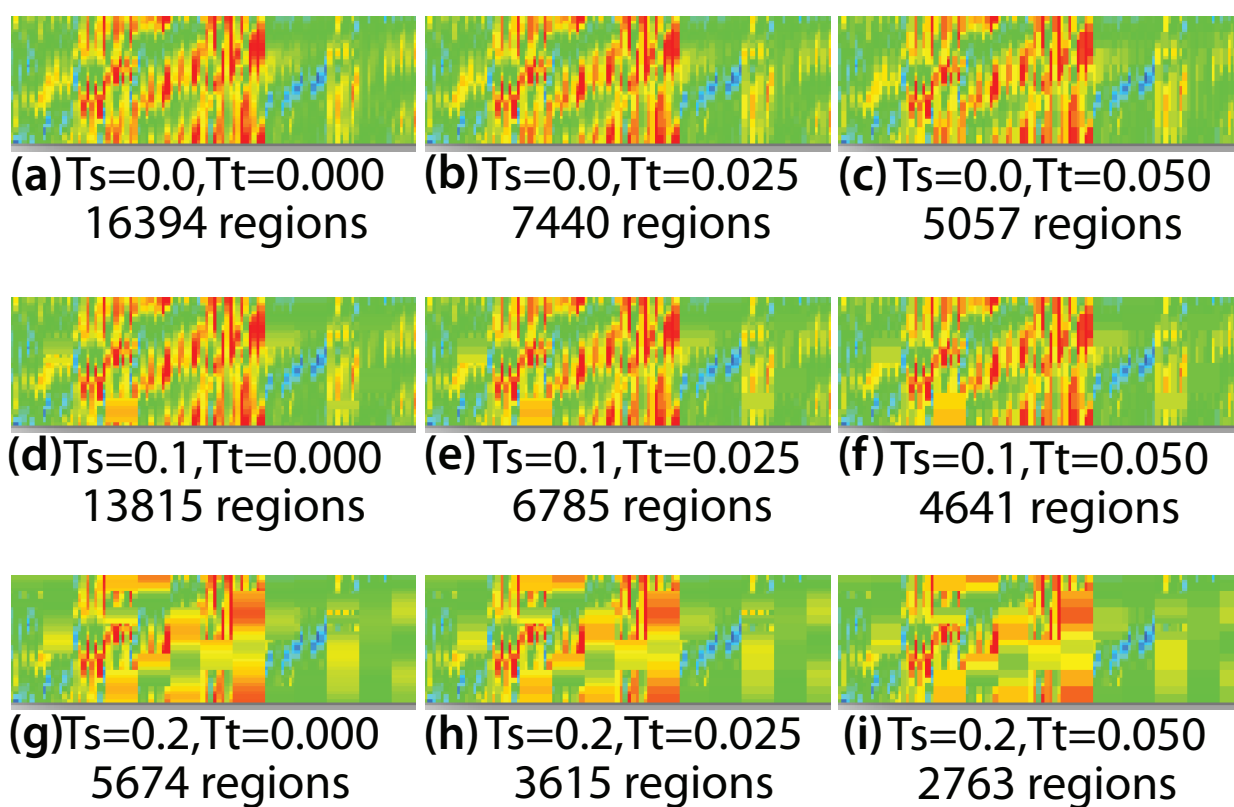 (a) Ts=0.0,Tt=0.000
16394 regions
(b) Ts=0.0,Tt=0.025
7440 regions
(c) Ts=0.0,Tt=0.050
5057 regions
(d) Ts=0.1,Tt=0.000
13815 regions
(e) Ts=0.1,Tt=0.025
6785 regions
(f) Ts=0.1,Tt=0.050
4641 regions
(g) Ts=0.2,Tt=0.000
5674 regions
(h) Ts=0.2,Tt=0.025
3615 regions
(i) Ts=0.2,Tt=0.050
2763 regions